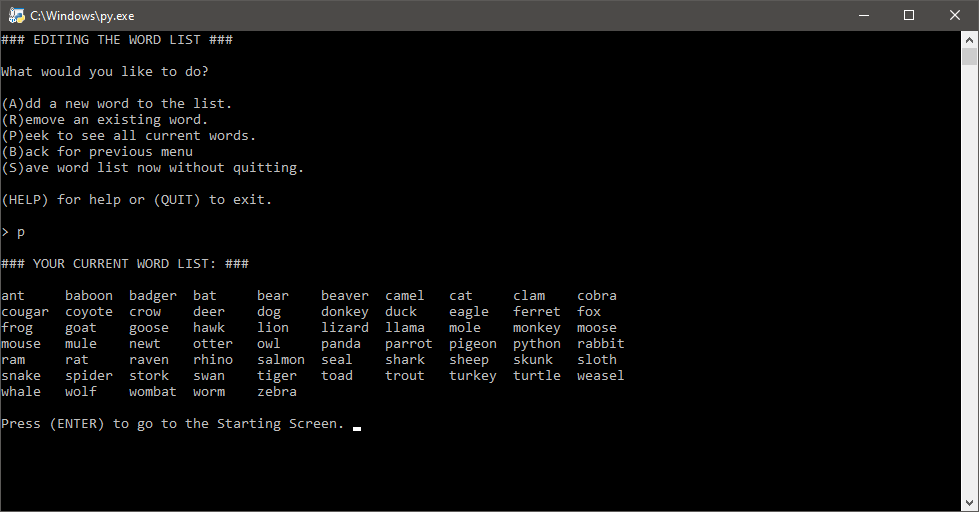 C:\Windows\py.exe
### EDITING THE WORD LIST ###
What would you like to do?
(A)dd a new word to the list.
(R)emove an existing word.
(P)eek to see all current words.
(B)ack for previous menu
(S)ave word list now without quitting.
(HELP) for help or (QUIT) to exit.
> p
### YOUR CURRENT WORD LIST: ###
ant     baboon  badger  bat     bear    beaver  camel   cat     clam    cobra
cougar  coyote  crow    deer    dog     donkey  duck    eagle   ferret  fox
frog    goat    goose   hawk    lion    lizard  llama   mole    monkey  moose
mouse   mule    newt    otter   owl     panda   parrot  pigeon  python  rabbit
ram     rat     raven   rhino   salmon  seal    shark   sheep   skunk   sloth
snake   spider  stork   swan    tiger   toad    trout   turkey  turtle  weasel
whale   wolf    wombat  worm    zebra
Press (ENTER) to go to the Starting Screen.